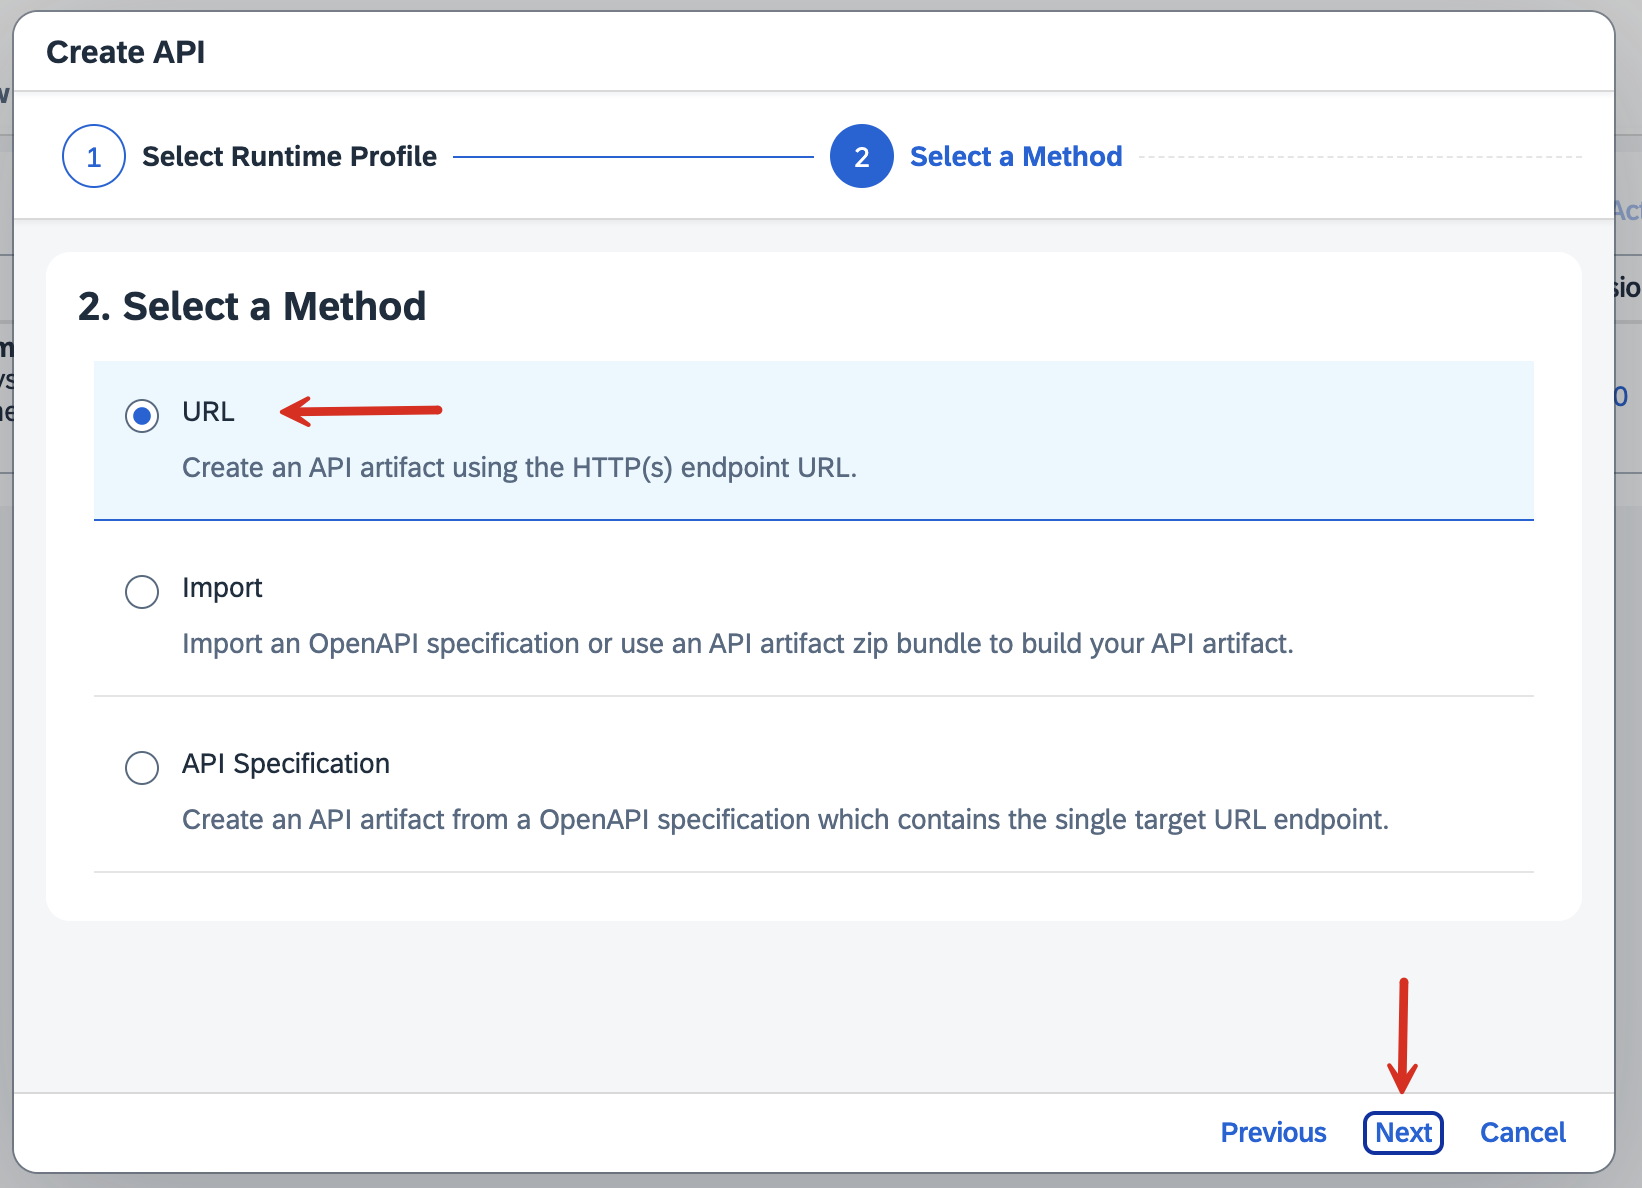 Create API
1 Select Runtime Profile 2 Select a Method
2. Select a Method
URL
Create an API artifact using the HTTP(s) endpoint URL.
Import
Import an OpenAPI specification or use an API artifact zip bundle to build your API artifact.
API Specification
Create an API artifact from a OpenAPI specification which contains the single target URL endpoint.
Previous Next Cancel